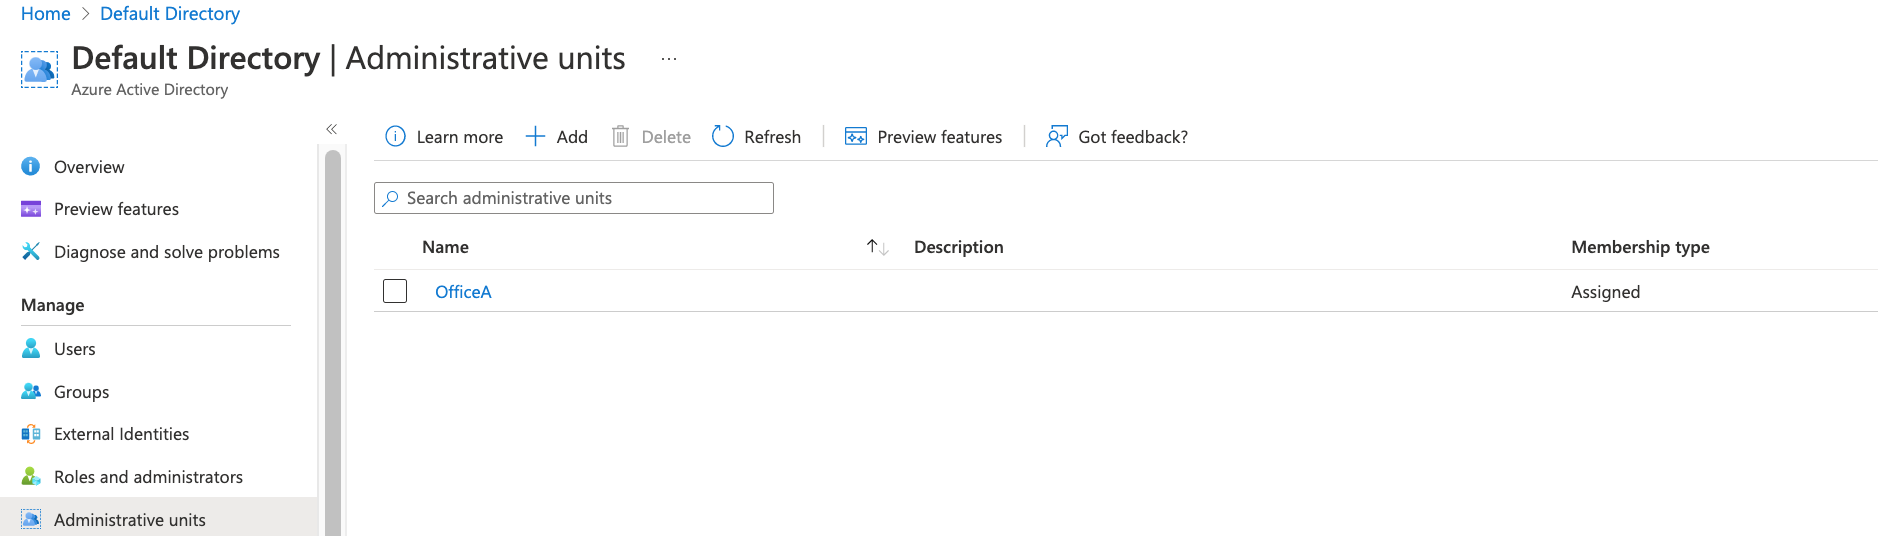 Home > Default Directory
Default Directory | Administrative units ...
Azure Active Directory
«
Overview
Preview features
Diagnose and solve problems
Manage
Users
Groups
External Identities
Roles and administrators
Administrative units
Learn more + Add Delete Refresh | Preview features | Got feedback?
Search administrative units
Name ↑↓ Description Membership type
OfficeA Assigned